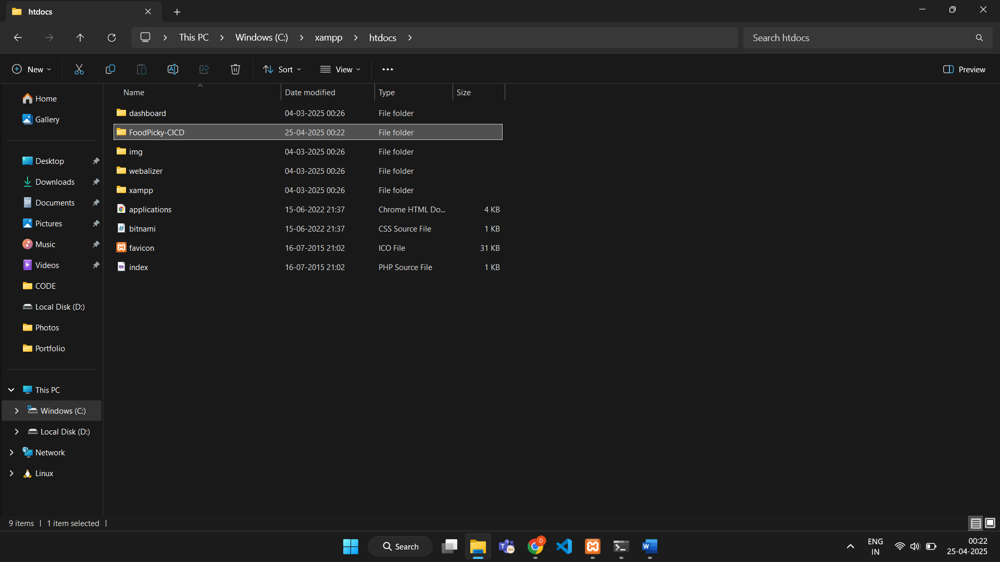 htdocs
This PC
Windows (C:)
xampp
htdocs
Search htdocs
New
Sort
View
Preview
Name Date modified Type Size
dashboard 04-03-2025 00:26 File folder
FoodPicky-CICD 25-04-2025 00:22 File folder
img 04-03-2025 00:26 File folder
webalizer 04-03-2025 00:26 File folder
xampp 04-03-2025 00:26 File folder
applications 15-06-2022 21:37 Chrome HTML Do... 4 KB
bitnami 15-06-2022 21:37 CSS Source File 1 KB
favicon 16-07-2015 21:02 ICO File 31 KB
index 16-07-2015 21:02 PHP Source File 1 KB
Home
Gallery
Desktop
Downloads
Documents
Pictures
Music
Videos
CODE
Local Disk (D:)
Photos
Portfolio
This PC
Windows (C:)
Local Disk (D:)
Network
Linux
9 items
1 item selected
Search
T
DM
D
W
ENG
IN
00:22
25-04-2025